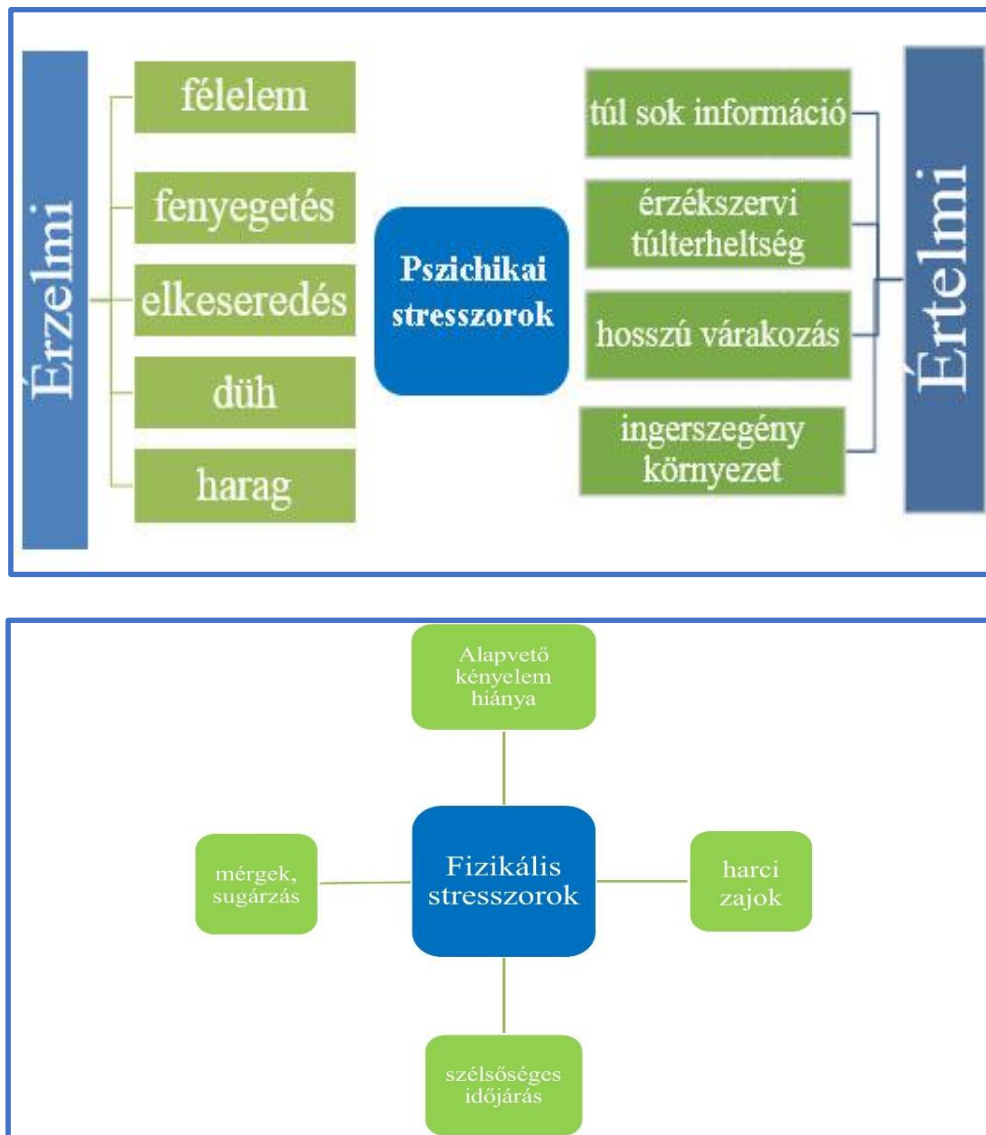 Érzelmi
félelem
fenyegetés
elkeseredés
düh
harag
Pszichikai
stresszorok
túl sok információ
érzékszervi
túlterheltség
hosszú várakozás
ingerszegény
környezet
Értelmi
Alapvető
kényelem
hiánya
mérgek,
sugárzás
Fizikális
stresszorok
harci
zajok
szélsőséges
időjárás